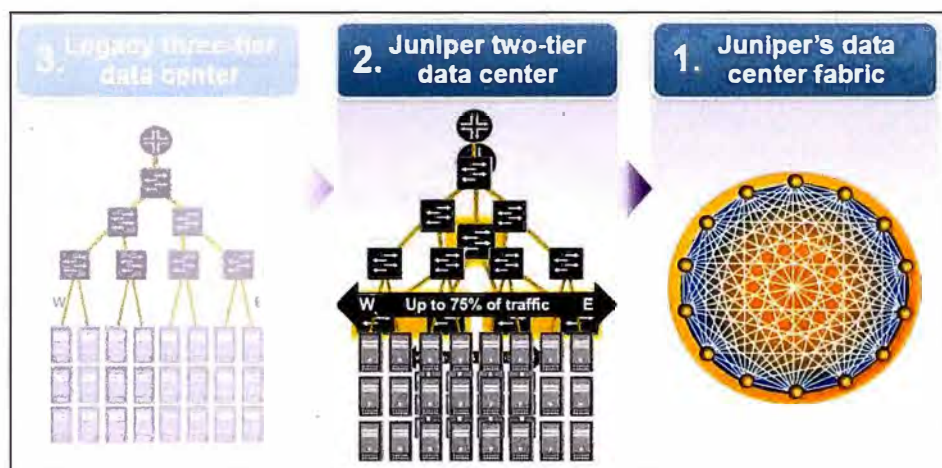 3. Legacy three-tier
data center
2. Juniper two-tier
data center
1. Juniper's data
center fabric
W
E
W Up to 75% of traffic E